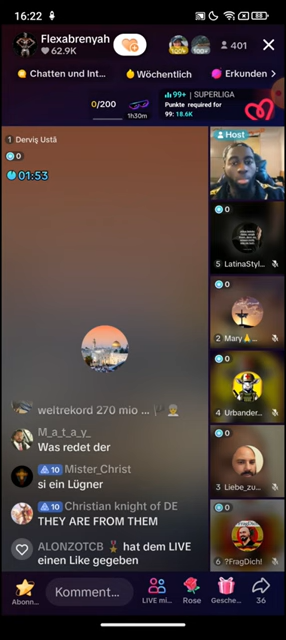 16:22
88
Flexabrenyah
62.9K
100+
401
Chatten und Int...
Wöchentlich
Erkunden
0/200
1h30m
99+ | SUPERLIGA
Punkte required for
99: 18.6K
1 Derviş Ustâ
0
01:53
Host
0
5 LatinaStyl...
0
2 Mary
0
4 Urbander...
0
3 Liebe_zu...
0
6 ?FragDich!
weltrekord 270 mio ...
M_a_t_a_y_
Was redet der
10 Mister_Christ
si ein Lügner
10 Christian knight of DE
THEY ARE FROM THEM
ALONZOTCB hat dem LIVE
einen Like gegeben
Abonn...
Komment...
LIVE mi...
Rose
Gesche...
36